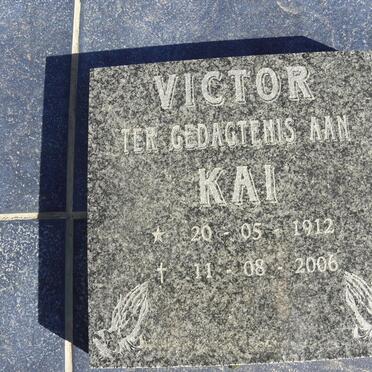 VICTOR
TER GEDAGTENIS AAN
KAI
* 20 - 05 - 1912
† 11 - 08 - 2006